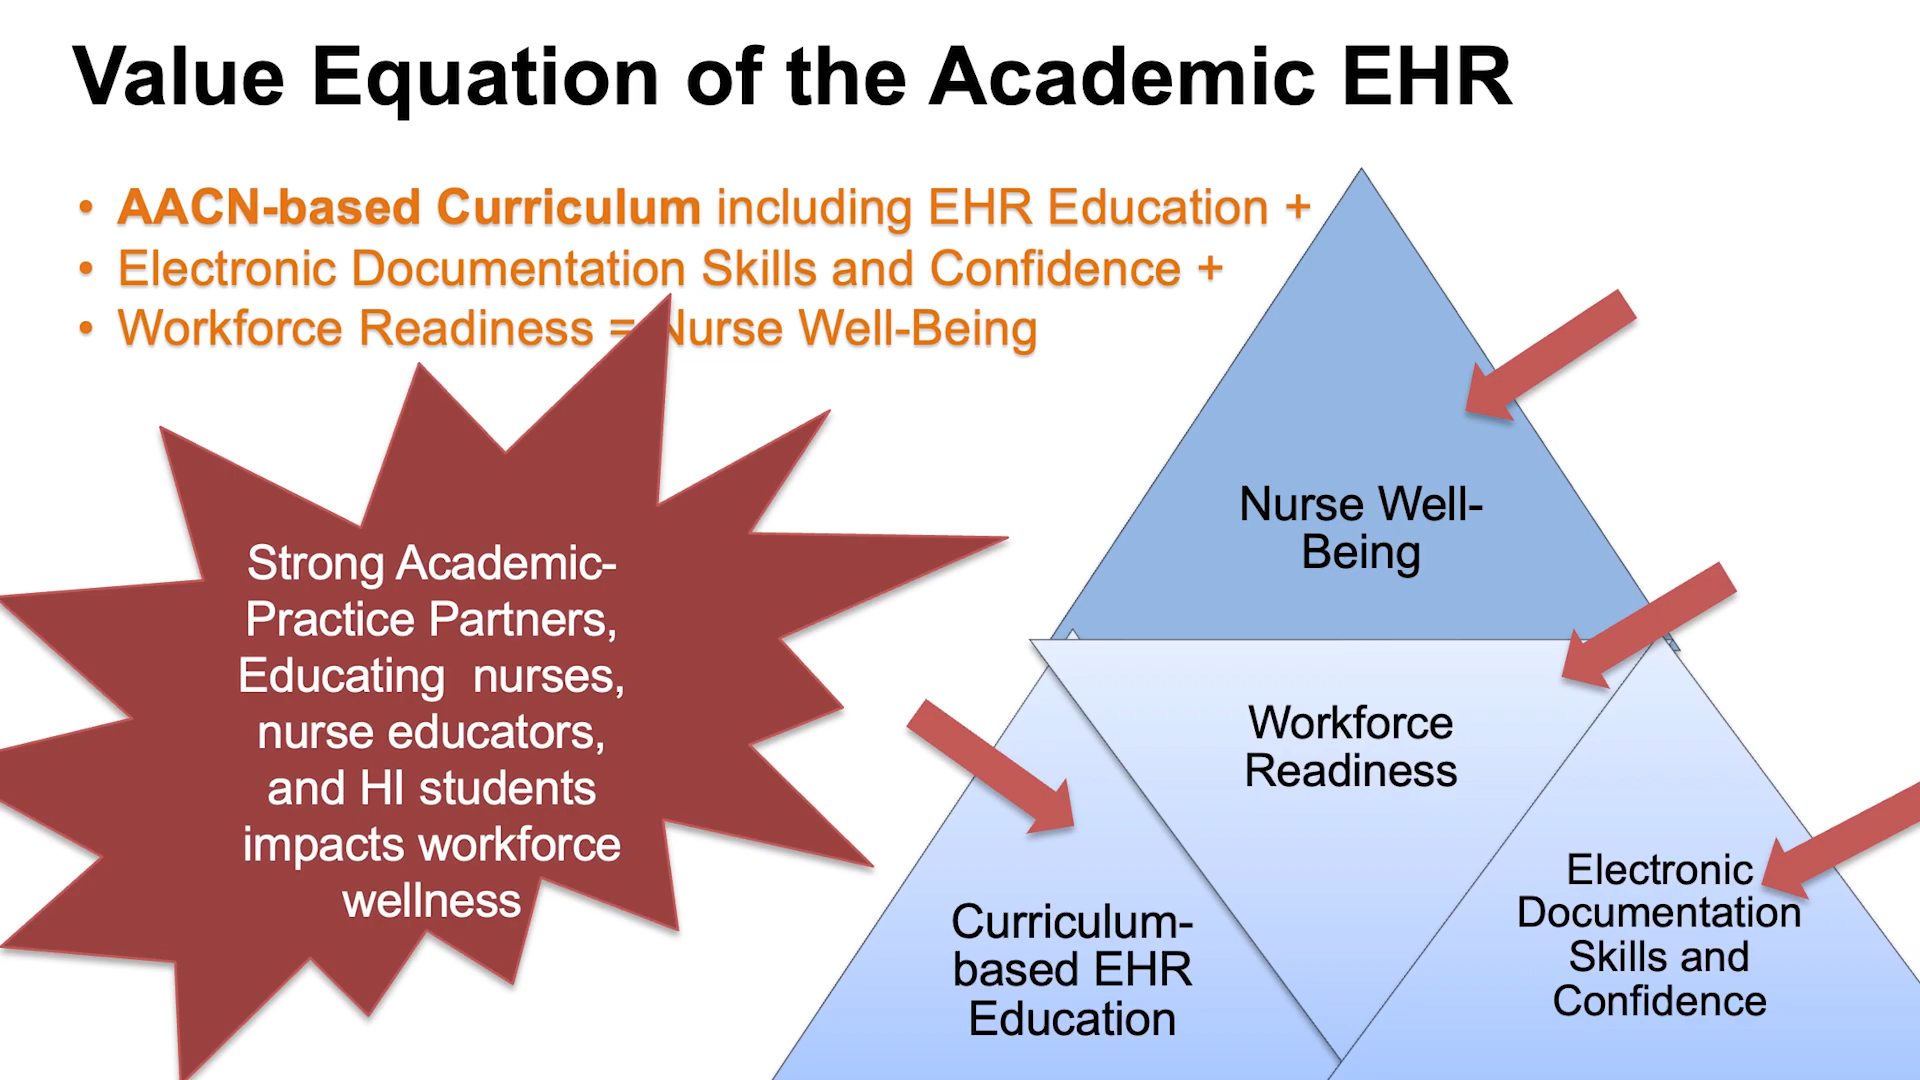 Value Equation of the Academic EHR
• AACN-based Curriculum including EHR Education +
• Electronic Documentation Skills and Confidence +
• Workforce Readiness = Nurse Well-Being
Strong Academic-
Practice Partners,
Educating nurses,
nurse educators,
and HI students
impacts workforce
wellness
Nurse Well-
Being
Workforce
Readiness
Curriculum-
based EHR
Education
Electronic
Documentation
Skills and
Confidence